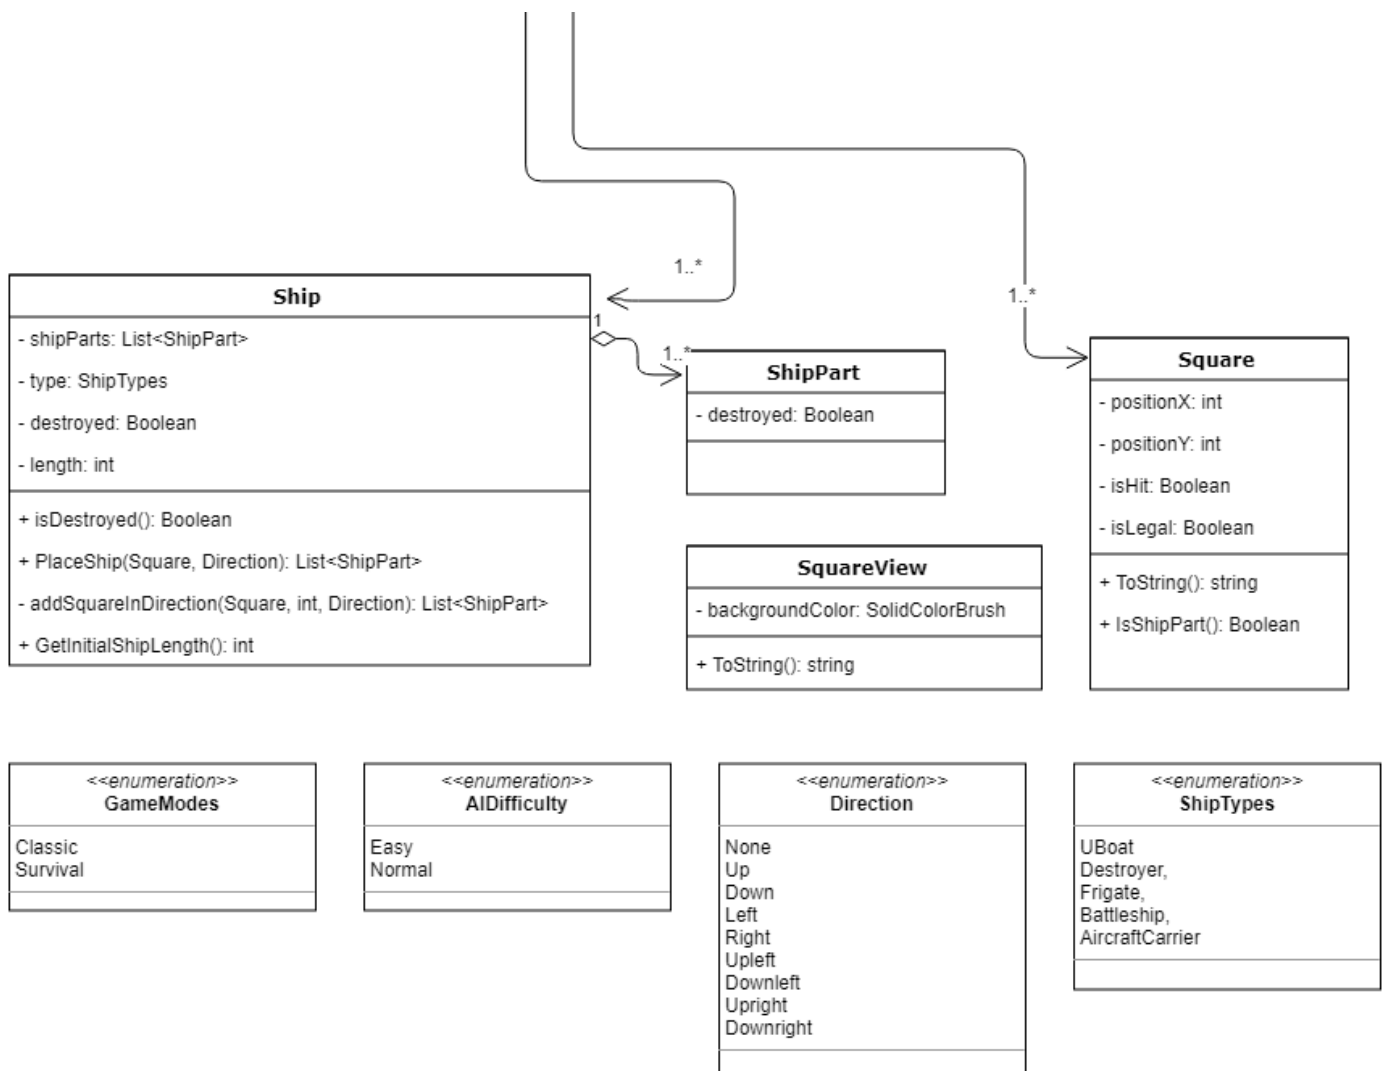 1..*
1..*
Ship
- shipParts: List<ShipPart>
- type: ShipTypes
- destroyed: Boolean
- length: int
+ isDestroyed(): Boolean
+ PlaceShip(Square, Direction): List<ShipPart>
- addSquareInDirection(Square, int, Direction): List<ShipPart>
+ GetInitialShipLength(): int
1
1..*
ShipPart
- destroyed: Boolean
SquareView
- backgroundColor: SolidColorBrush
+ ToString(): string
Square
- positionX: int
- positionY: int
- isHit: Boolean
- isLegal: Boolean
+ ToString(): string
+ IsShipPart(): Boolean
<<enumeration>>
GameModes
Classic
Survival
<<enumeration>>
AIDifficulty
Easy
Normal
<<enumeration>>
Direction
None
Up
Down
Left
Right
Upleft
Downleft
Upright
Downright
<<enumeration>>
ShipTypes
UBoat
Destroyer,
Frigate,
Battleship,
AircraftCarrier